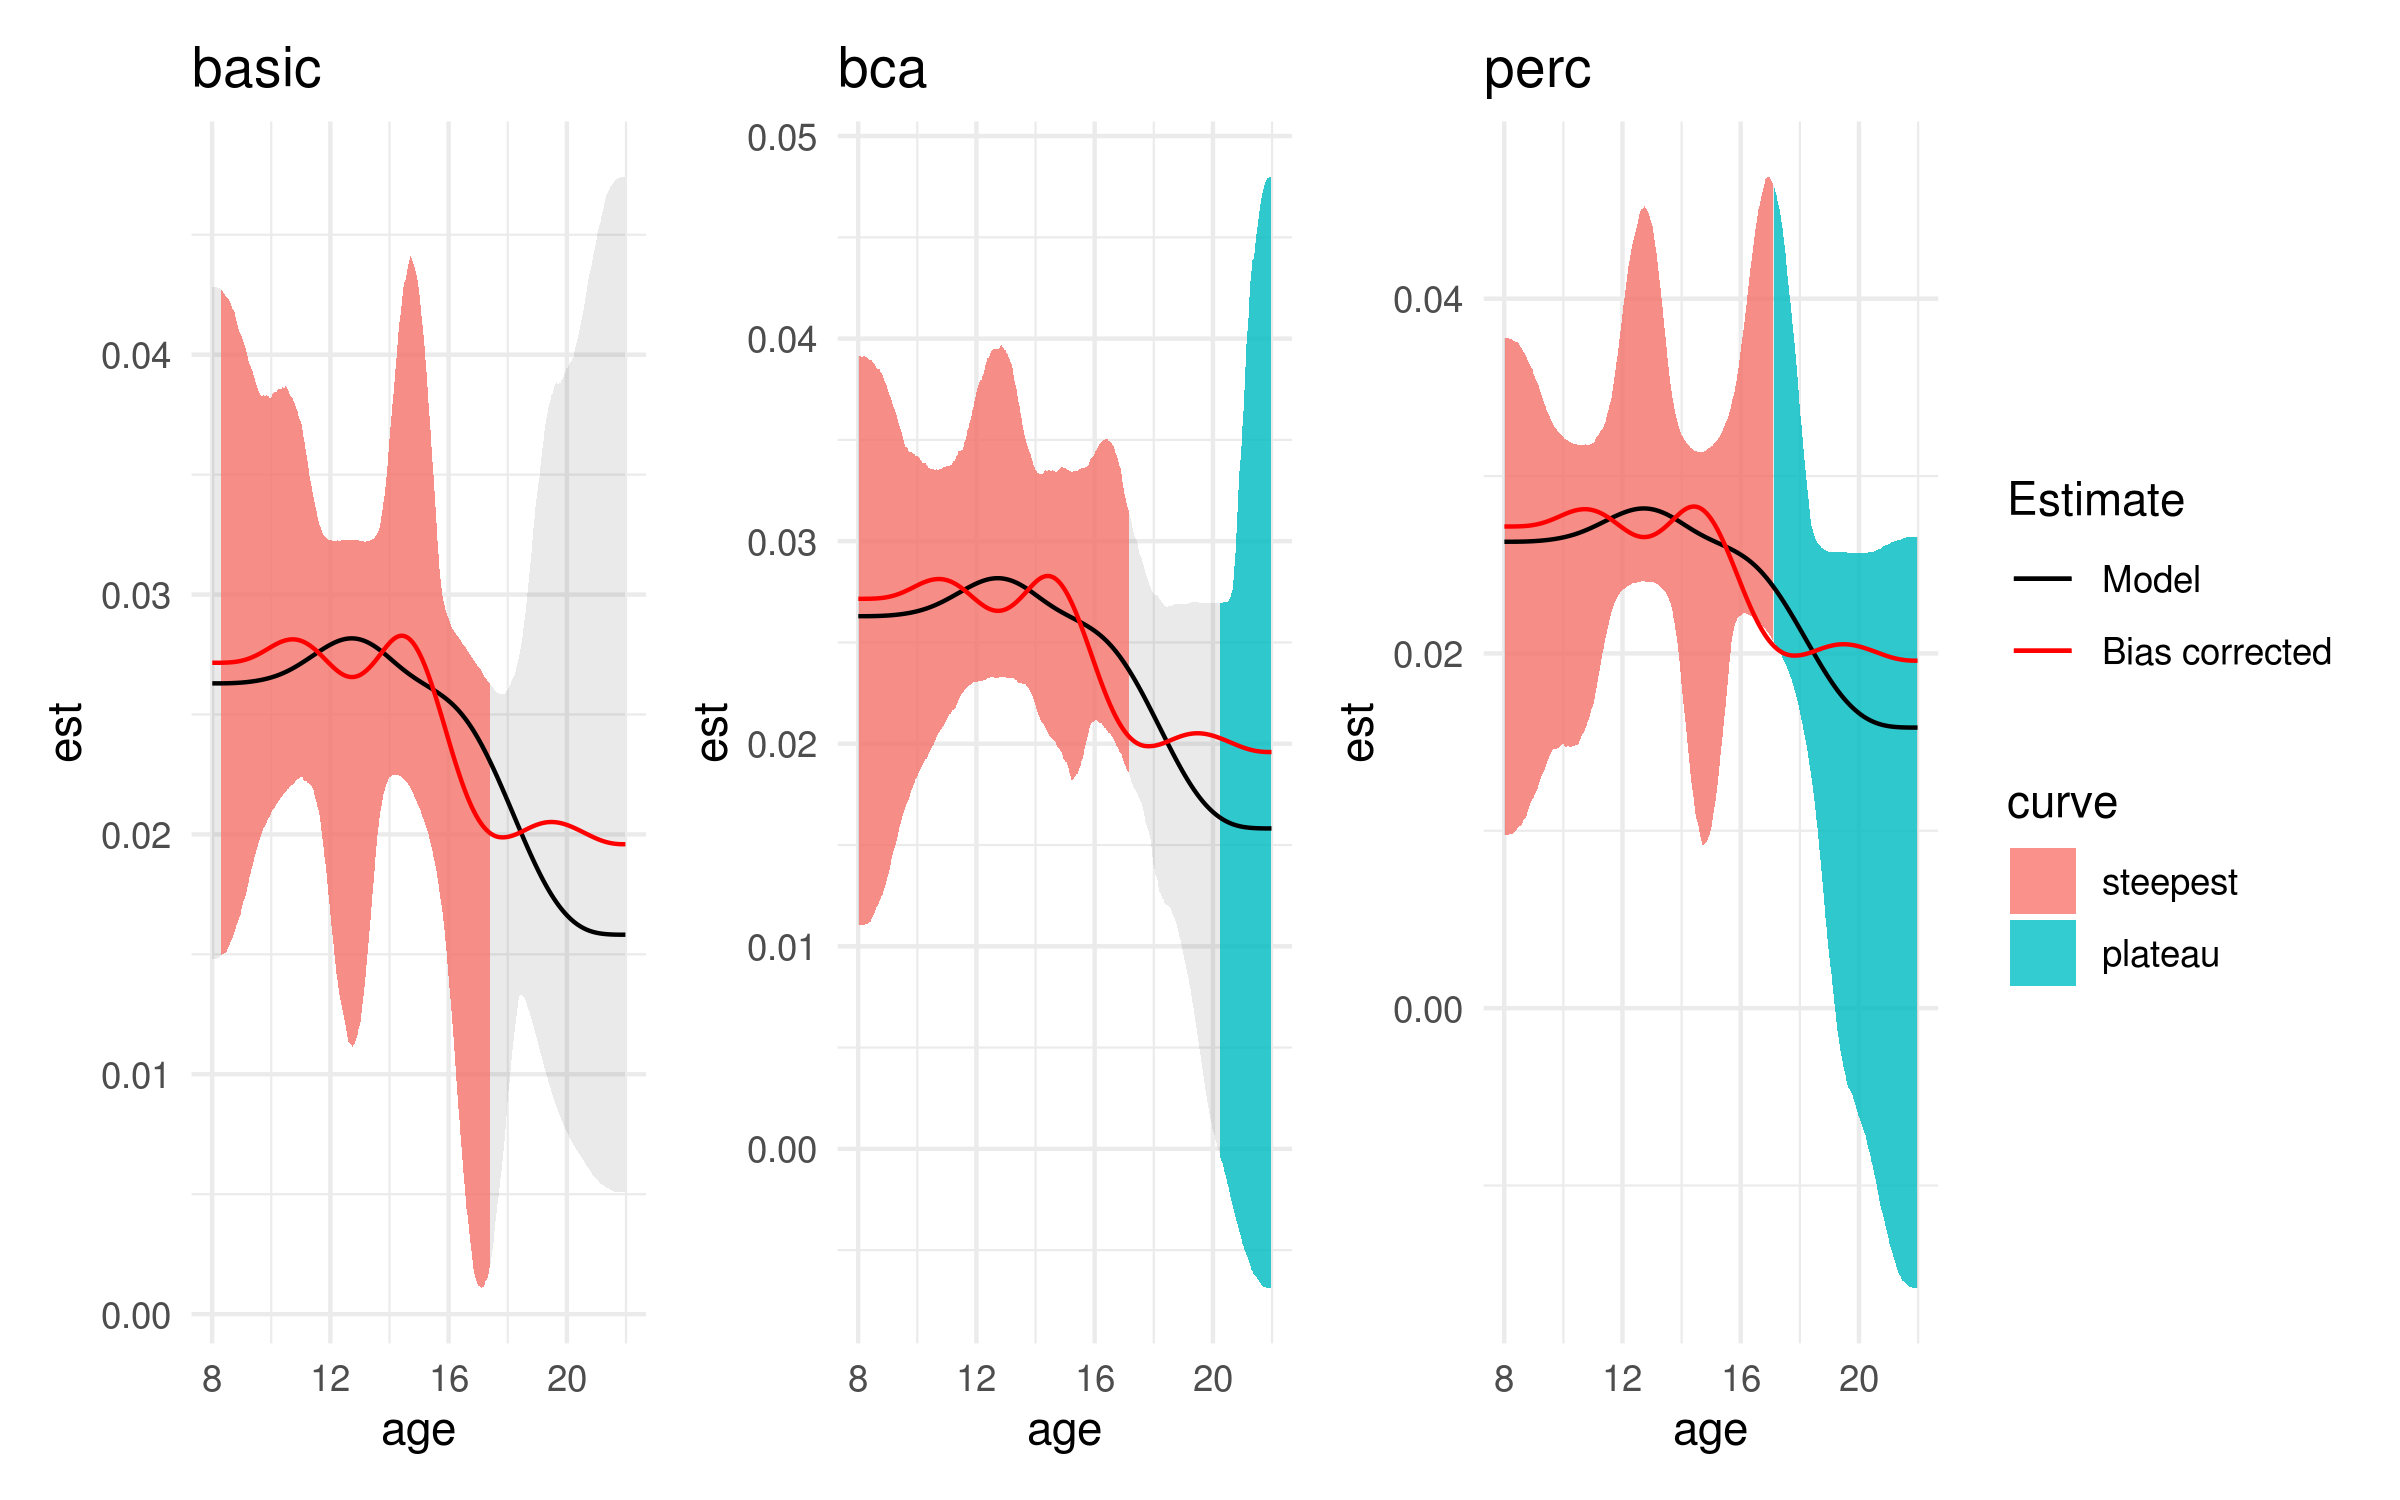 basic
bca
perc
0.04
0.03
0.02
0.01
0.00
est
8 12 16 20
age
0.05
0.04
0.03
0.02
0.01
0.00
est
8 12 16 20
age
0.04
0.02
0.00
est
8 12 16 20
age
Estimate
Model
Bias corrected
curve
steepest
plateau